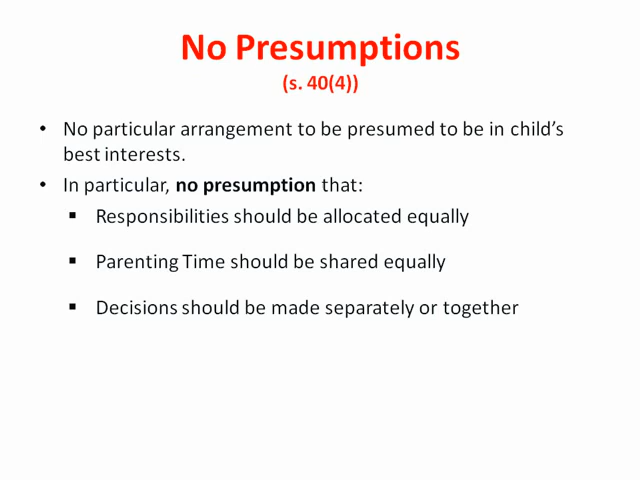 No Presumptions
(s. 40(4))
• No particular arrangement to be presumed to be in child's
best interests.
• In particular, no presumption that:
▪ Responsibilities should be allocated equally
▪ Parenting Time should be shared equally
▪ Decisions should be made separately or together